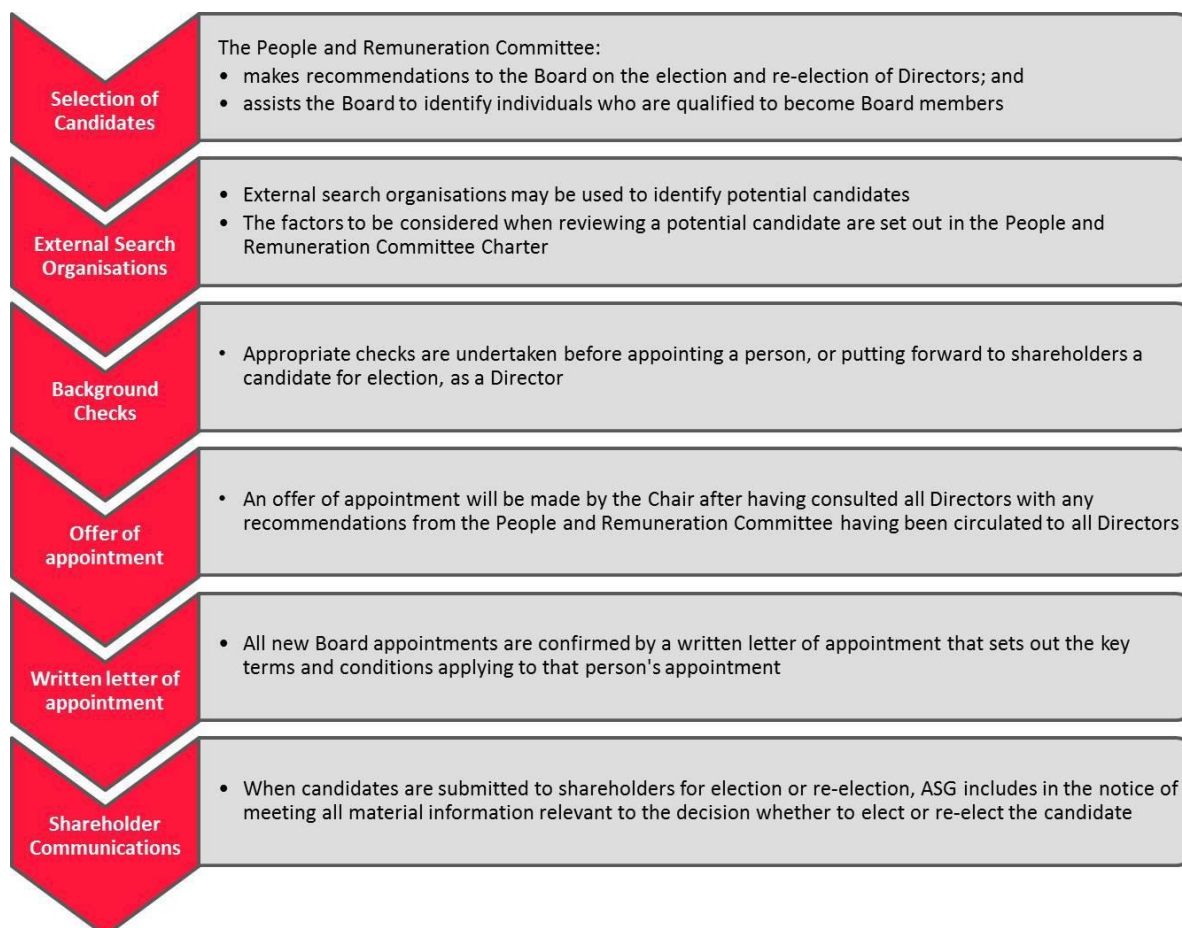 Selection of
Candidates
The People and Remuneration Committee:
• makes recommendations to the Board on the election and re-election of Directors; and
• assists the Board to identify individuals who are qualified to become Board members
External Search
Organisations
• External search organisations may be used to identify potential candidates
• The factors to be considered when reviewing a potential candidate are set out in the People and
Remuneration Committee Charter
Background
Checks
• Appropriate checks are undertaken before appointing a person, or putting forward to shareholders a
candidate for election, as a Director
Offer of
appointment
• An offer of appointment will be made by the Chair after having consulted all Directors with any
recommendations from the People and Remuneration Committee having been circulated to all Directors
Written letter of
appointment
• All new Board appointments are confirmed by a written letter of appointment that sets out the key
terms and conditions applying to that person's appointment
Shareholder
Communications
• When candidates are submitted to shareholders for election or re-election, ASG includes in the notice of
meeting all material information relevant to the decision whether to elect or re-elect the candidate